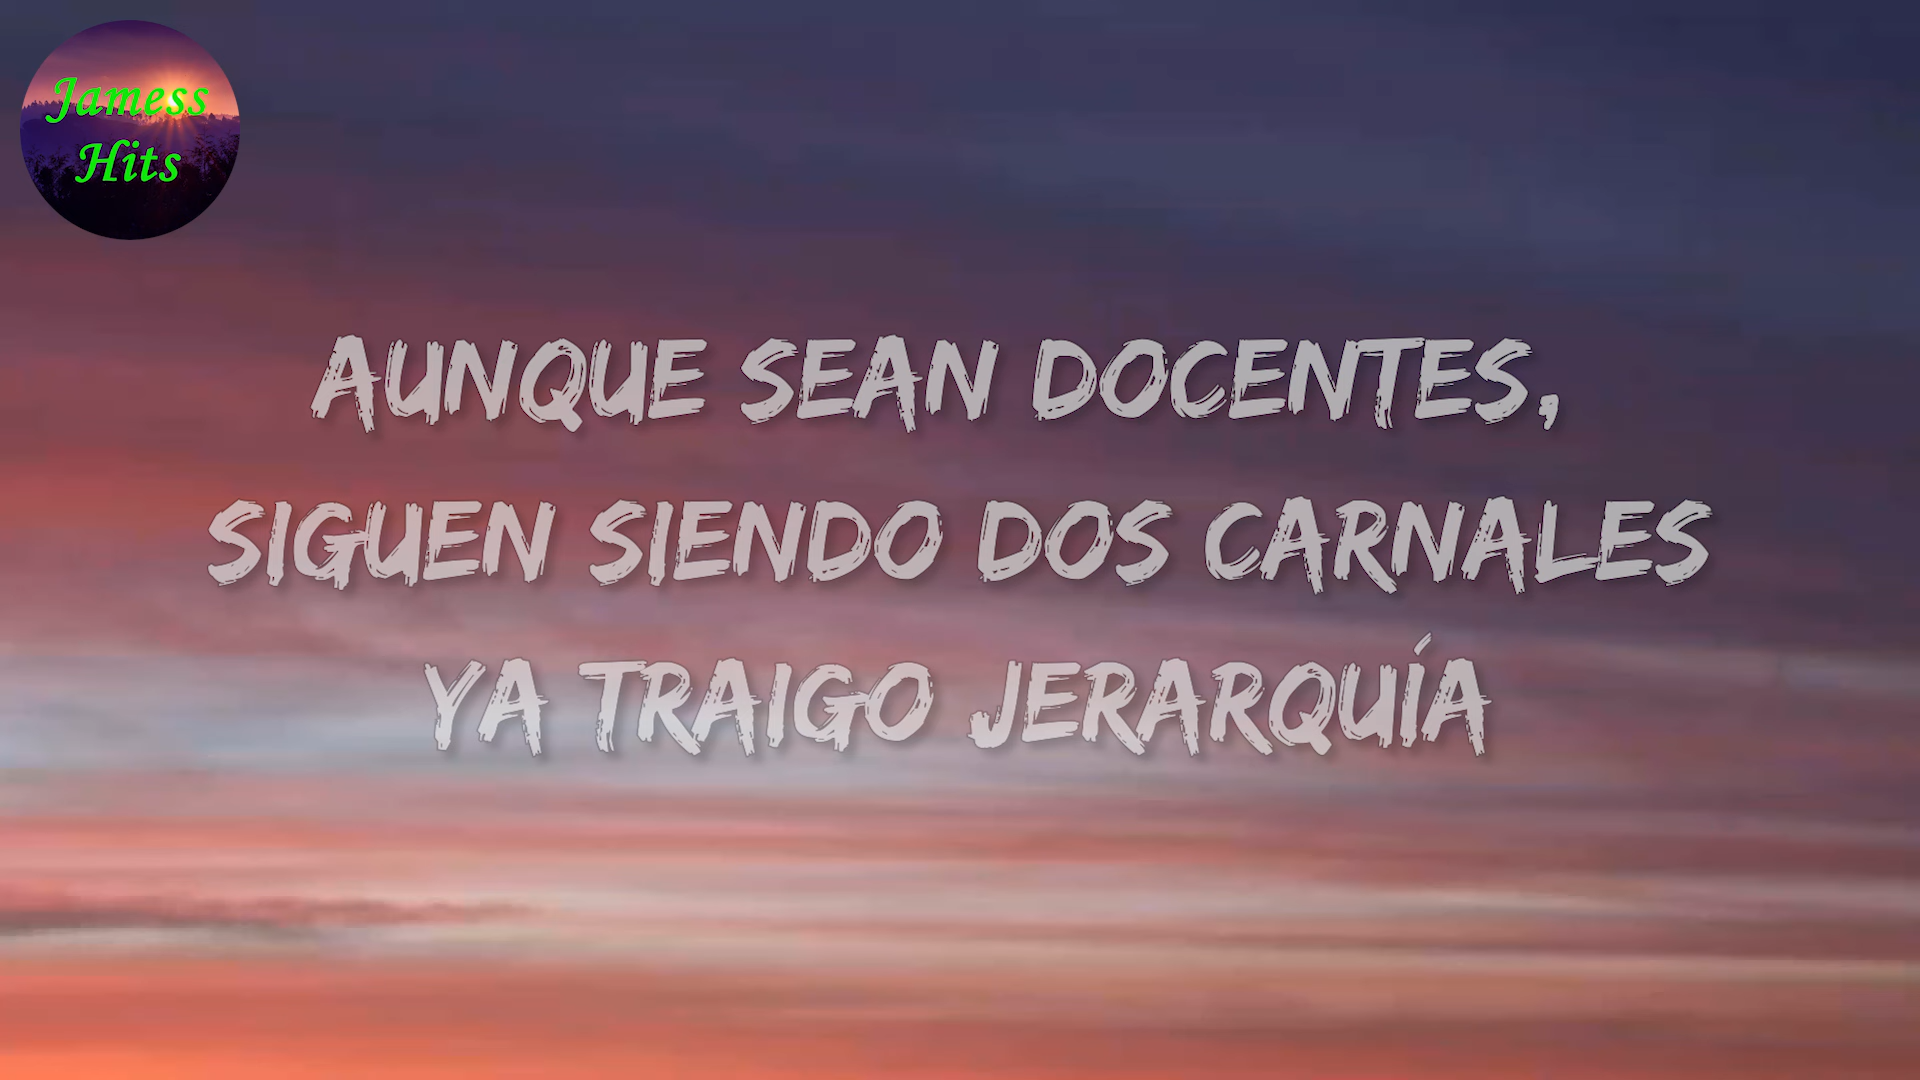 Jamess
Hits
AUNQUE SEAN DOCENTES,
SIGUEN SIENDO DOS CARNALES
YA TRAIGO JERARQUÍA